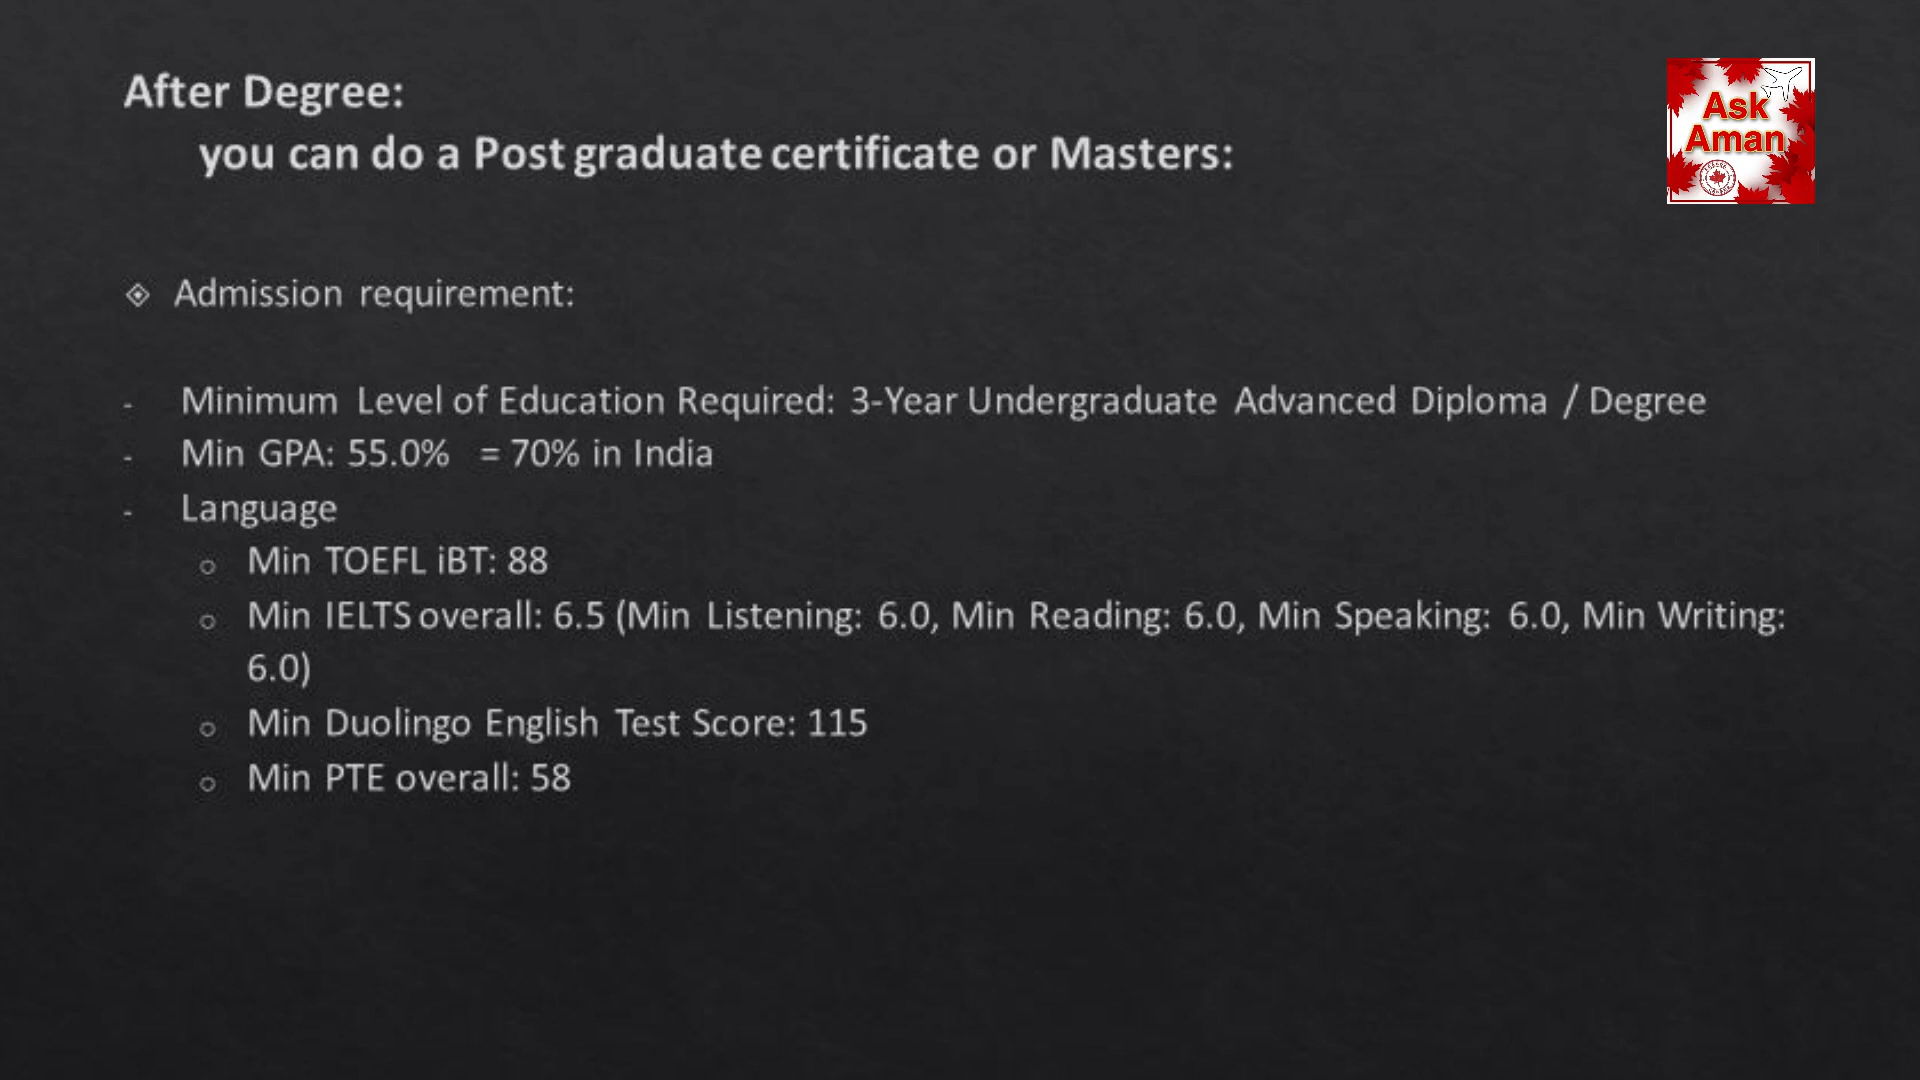 After Degree:
you can do a Post graduate certificate or Masters:
Ask
Aman
Admission requirement:
- Minimum Level of Education Required: 3-Year Undergraduate Advanced Diploma / Degree
- Min GPA: 55.0% = 70% in India
- Language
o Min TOEFL iBT: 88
o Min IELTS overall: 6.5 (Min Listening: 6.0, Min Reading: 6.0, Min Speaking: 6.0, Min Writing:
6.0)
o Min Duolingo English Test Score: 115
o Min PTE overall: 58